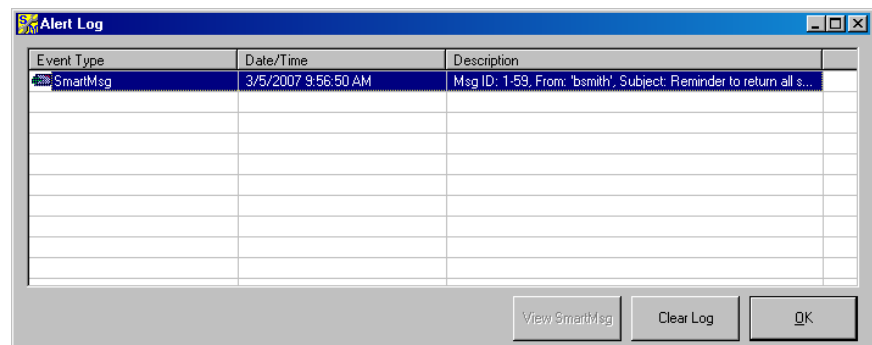 Alert Log
Event Type Date/Time Description
SmartMsg 3/5/2007 9:56:50 AM Msg ID: 1-59, From: 'bsmith', Subject: Reminder to return all s...
View SmartMsg Clear Log OK